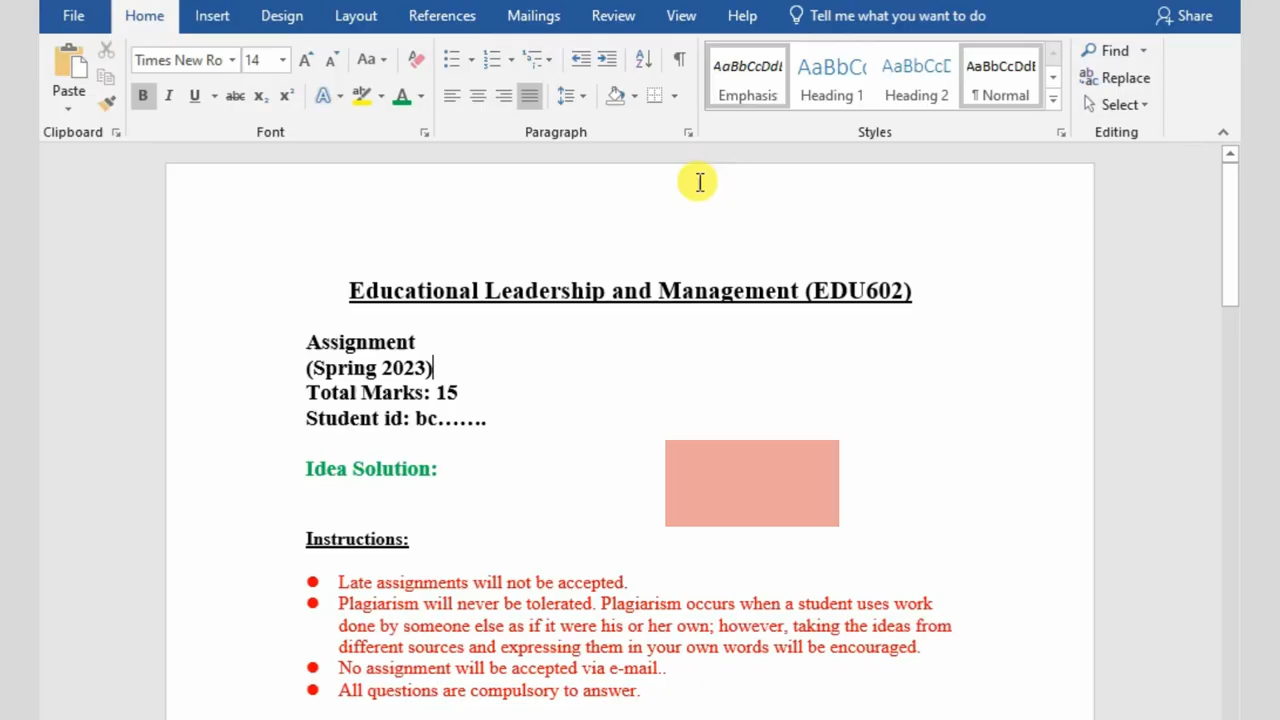 File Home Insert Design Layout References Mailings Review View Help Tell me what you want to do Share
Paste Times New Ro 14 Aa AaBbCcDdI AaBbCc AaBbCcD AaBbCcDdI Find
Emphasis Heading 1 Heading 2 ¶ Normal Replace
B I U abc x₂ x² A ab A Select
Clipboard Font Paragraph Styles Editing
Educational Leadership and Management (EDU602)
Assignment
(Spring 2023)
Total Marks: 15
Student id: bc…….
Idea Solution:
Instructions:
● Late assignments will not be accepted.
● Plagiarism will never be tolerated. Plagiarism occurs when a student uses work
done by someone else as if it were his or her own; however, taking the ideas from
different sources and expressing them in your own words will be encouraged.
● No assignment will be accepted via e-mail..
● All questions are compulsory to answer.